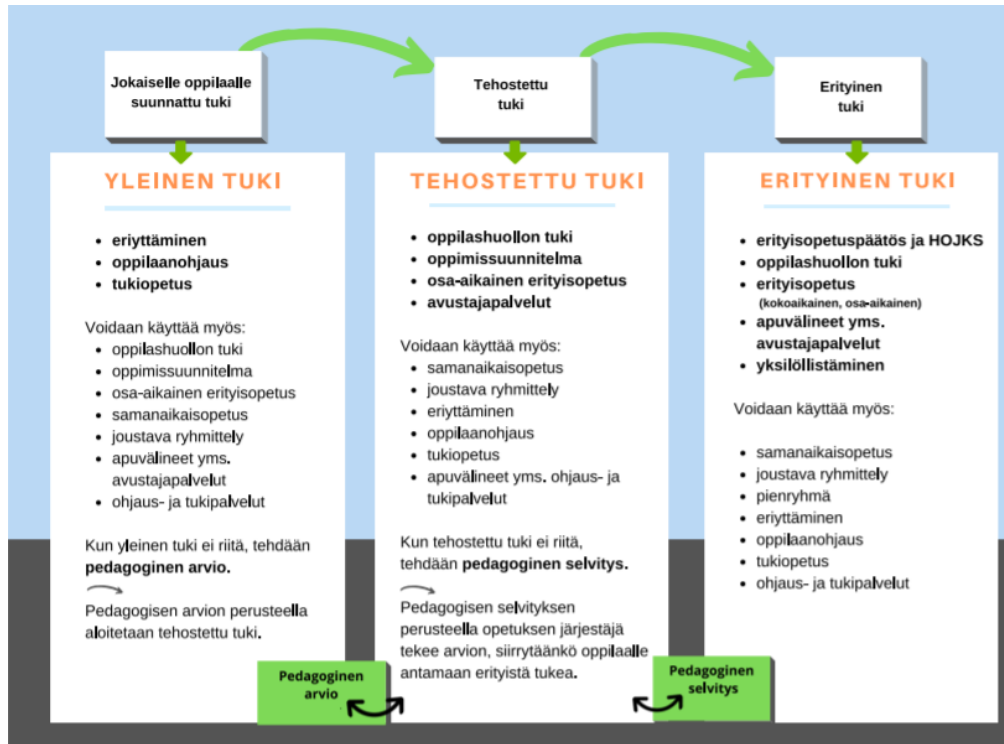 Jokaiselle oppilaalle
suunnattu tuki
Tehostettu
tuki
Erityinen
tuki
YLEINEN TUKI
• eriyttäminen
• oppilaanohjaus
• tukiopetus
Voidaan käyttää myös:
• oppilashuollon tuki
• oppimissuunnitelma
• osa-aikainen erityisopetus
• samanaikaisopetus
• joustava ryhmittely
• apuvälineet yms.
avustajapalvelut
• ohjaus- ja tukipalvelut
Kun yleinen tuki ei riitä, tehdään
pedagoginen arvio.
Pedagogisen arvion perusteella
aloitetaan tehostettu tuki.
TEHOSTETTU TUKI
• oppilashuollon tuki
• oppimissuunnitelma
• osa-aikainen erityisopetus
• avustajapalvelut
Voidaan käyttää myös:
• samanaikaisopetus
• joustava ryhmittely
• eriyttäminen
• oppilaanohjaus
• tukiopetus
• apuvälineet yms. ohjaus- ja
tukipalvelut
Kun tehostettu tuki ei riitä,
tehdään pedagoginen selvitys.
Pedagogisen selvityksen
perusteella opetuksen järjestäjä
tekee arvion, siirrytäänkö oppilaalle
antamaan erityistä tukea.
ERITYINEN TUKI
• erityisopetuspäätös ja HOJKS
• oppilashuollon tuki
• erityisopetus
(kokoaikainen, osa-aikainen)
• apuvälineet yms.
avustajapalvelut
• yksilöllistäminen
Voidaan käyttää myös:
• samanaikaisopetus
• joustava ryhmittely
• pienryhmä
• eriyttäminen
• oppilaanohjaus
• tukiopetus
• ohjaus- ja tukipalvelut
Pedagoginen
arvio
Pedagoginen
selvitys